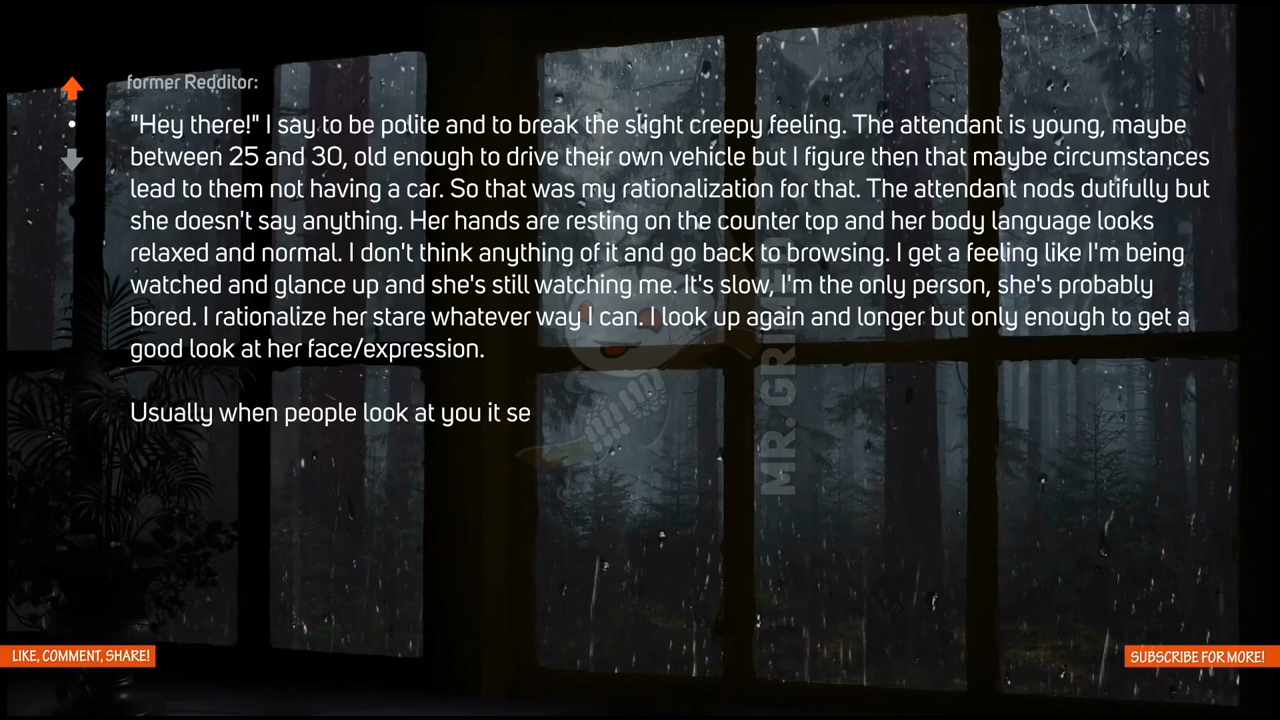 former Redditor:
"Hey there!" I say to be polite and to break the slight creepy feeling. The attendant is young, maybe
between 25 and 30, old enough to drive their own vehicle but I figure then that maybe circumstances
lead to them not having a car. So that was my rationalization for that. The attendant nods dutifully but
she doesn't say anything. Her hands are resting on the counter top and her body language looks
relaxed and normal. I don't think anything of it and go back to browsing. I get a feeling like I'm being
watched and glance up and she's still watching me. It's slow, I'm the only person, she's probably
bored. I rationalize her stare whatever way I can. I look up again and longer but only enough to get a
good look at her face/expression.
Usually when people look at you it se
MR. GRIMP
LIKE, COMMENT, SHARE!
SUBSCRIBE FOR MORE!